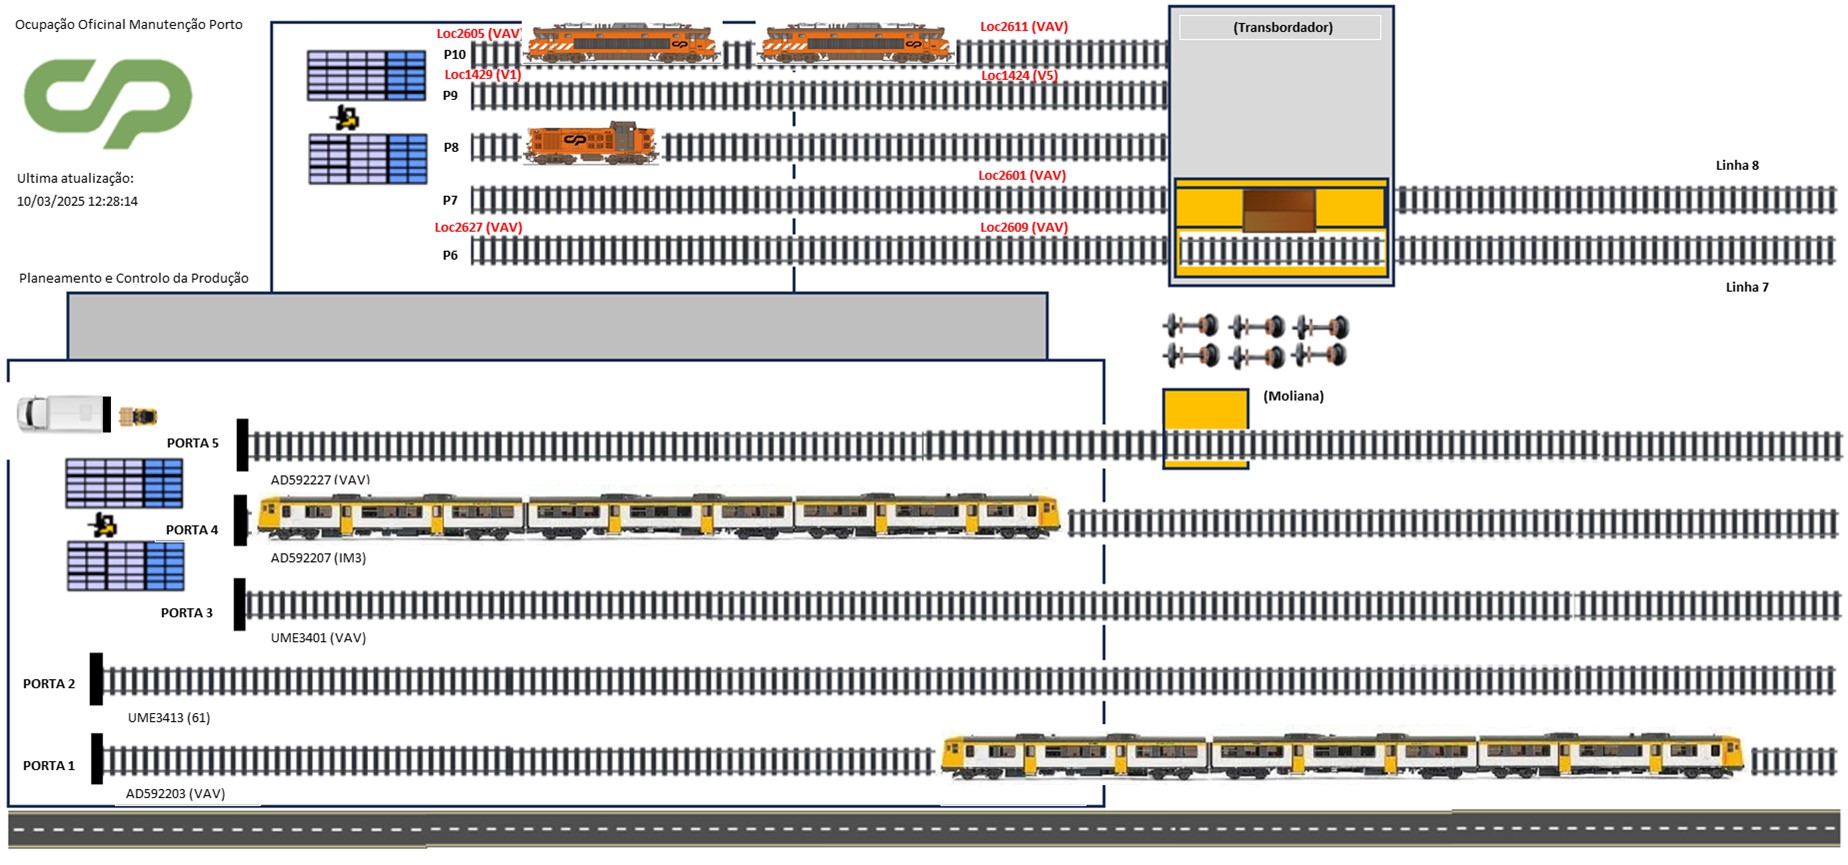 Ocupação Oficinal Manutenção Porto
cp
Ultima atualização:
10/03/2025 12:28:14
Planeamento e Controlo da Produção
Loc2605 (VAV)
Loc2611 (VAV)
(Transbordador)
P10
Loc1429 (V1)
Loc1424 (V5)
P9
P8
Loc2601 (VAV)
Linha 8
P7
Loc2627 (VAV)
Loc2609 (VAV)
P6
Linha 7
(Moliana)
PORTA 5
AD592227 (VAV)
PORTA 4
AD592207 (IM3)
PORTA 3
UME3401 (VAV)
PORTA 2
UME3413 (61)
PORTA 1
AD592203 (VAV)